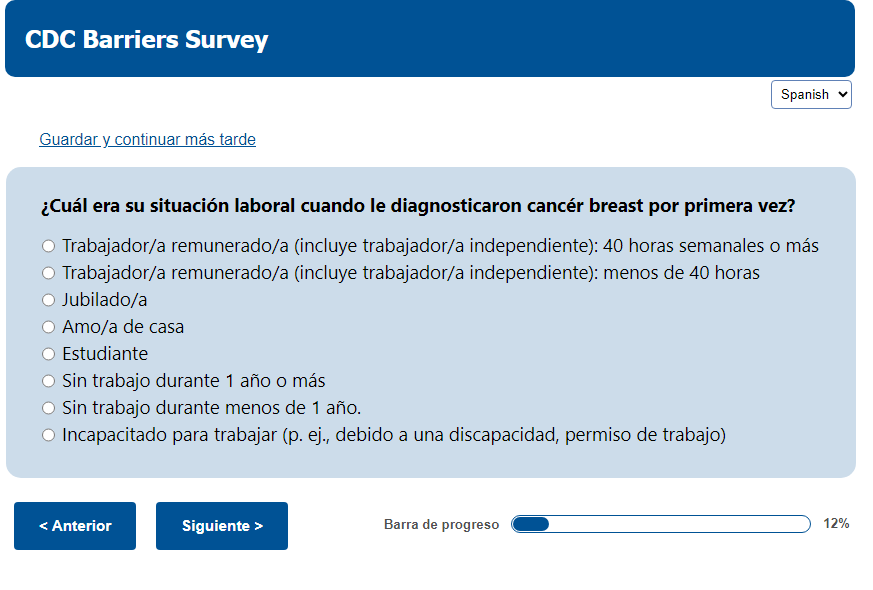 CDC Barriers Survey
Spanish
Guardar y continuar más tarde
¿Cuál era su situación laboral cuando le diagnosticaron cancér breast por primera vez?
Trabajador/a remunerado/a (incluye trabajador/a independiente): 40 horas semanales o más
Trabajador/a remunerado/a (incluye trabajador/a independiente): menos de 40 horas
Jubilado/a
Amo/a de casa
Estudiante
Sin trabajo durante 1 año o más
Sin trabajo durante menos de 1 año.
Incapacitado para trabajar (p. ej., debido a una discapacidad, permiso de trabajo)
< Anterior
Siguiente >
Barra de progreso
12%